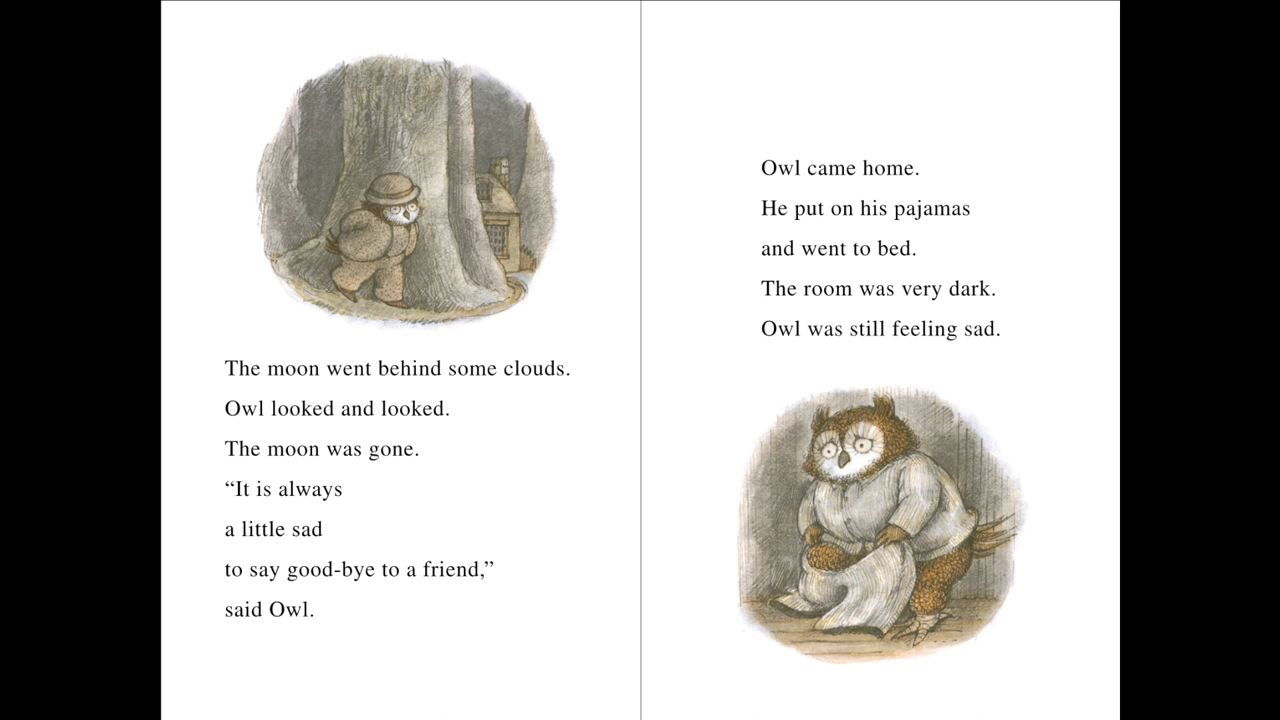 The moon went behind some clouds.
Owl looked and looked.
The moon was gone.
“It is always
a little sad
to say good-bye to a friend,”
said Owl.
Owl came home.
He put on his pajamas
and went to bed.
The room was very dark.
Owl was still feeling sad.